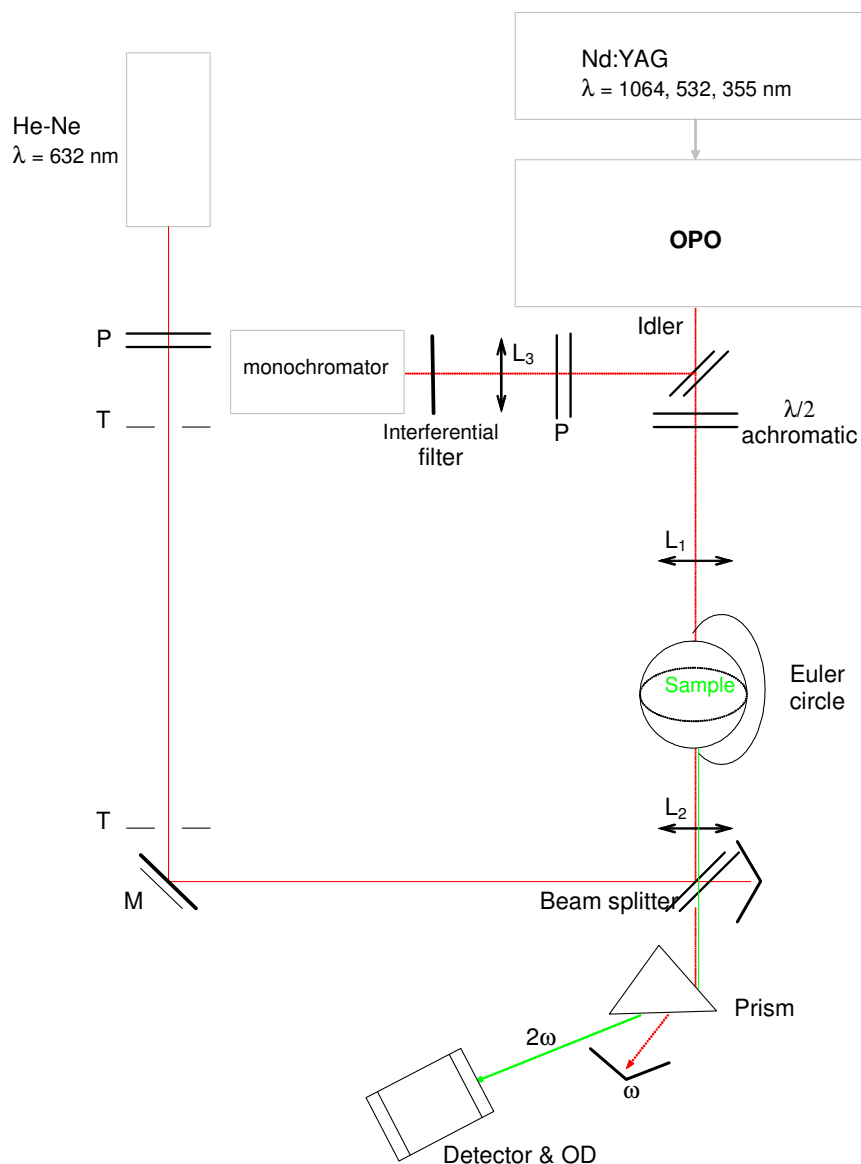 Nd:YAG
λ = 1064, 532, 355 nm
He-Ne
λ = 632 nm
OPO
Idler
P
monochromator
L₃
λ/2
achromatic
T
Interferential
filter
P
L₁
Sample
Euler
circle
L₂
T
M
Beam splitter
Prism
2ω
ω
Detector & OD